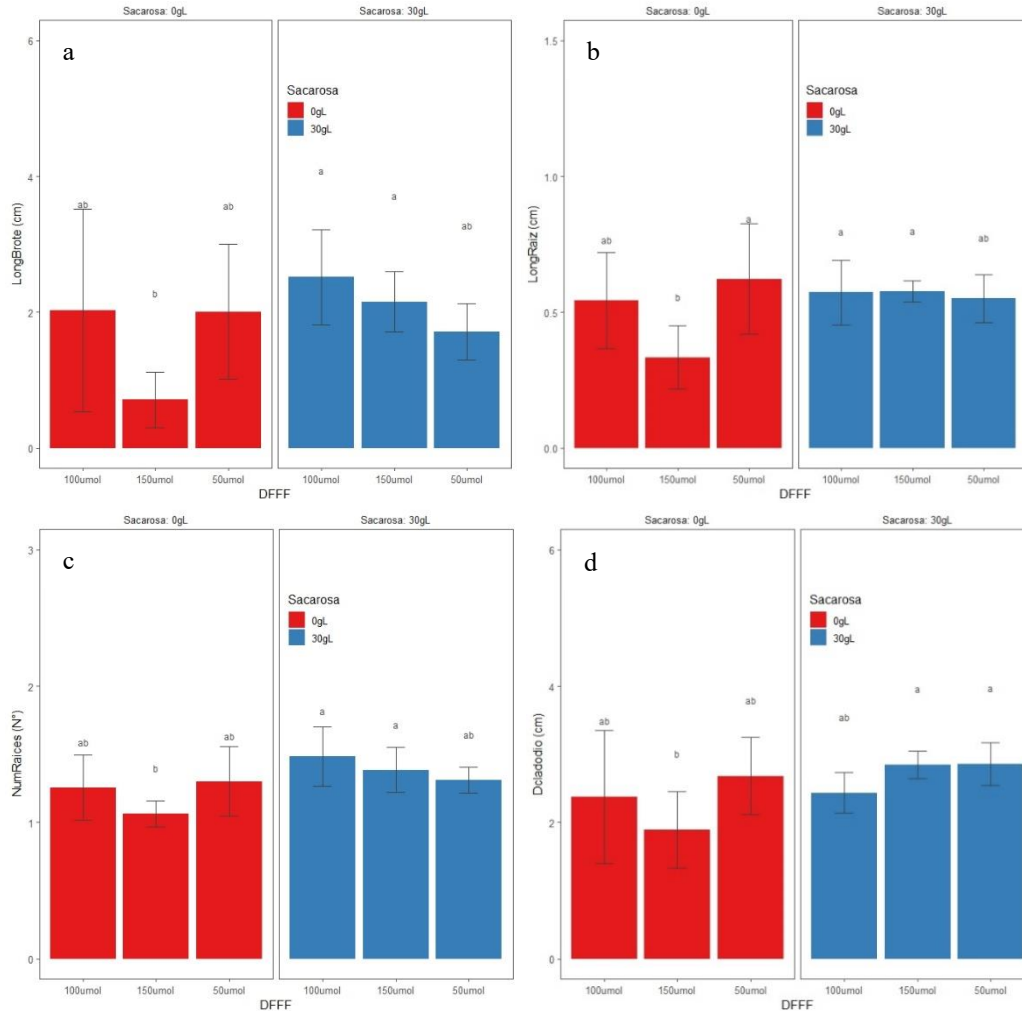 Sacarosa: 0gL
Sacarosa: 30gL
a
6
4
2
0
LongBrote (cm)
ab
b
ab
Sacarosa
0gL
30gL
a
a
ab
100umol
150umol
50umol
100umol
150umol
50umol
DFFF
Sacarosa: 0gL
Sacarosa: 30gL
b
1.5
1.0
0.5
0.0
LongRaiz (cm)
ab
b
a
Sacarosa
0gL
30gL
a
a
ab
100umol
150umol
50umol
100umol
150umol
50umol
DFFF
Sacarosa: 0gL
Sacarosa: 30gL
c
3
2
1
0
NumRaices (N°)
ab
b
ab
Sacarosa
0gL
30gL
a
a
ab
100umol
150umol
50umol
100umol
150umol
50umol
DFFF
Sacarosa: 0gL
Sacarosa: 30gL
d
6
4
2
0
Dcladodio (cm)
ab
b
ab
Sacarosa
0gL
30gL
ab
a
a
100umol
150umol
50umol
100umol
150umol
50umol
DFFF